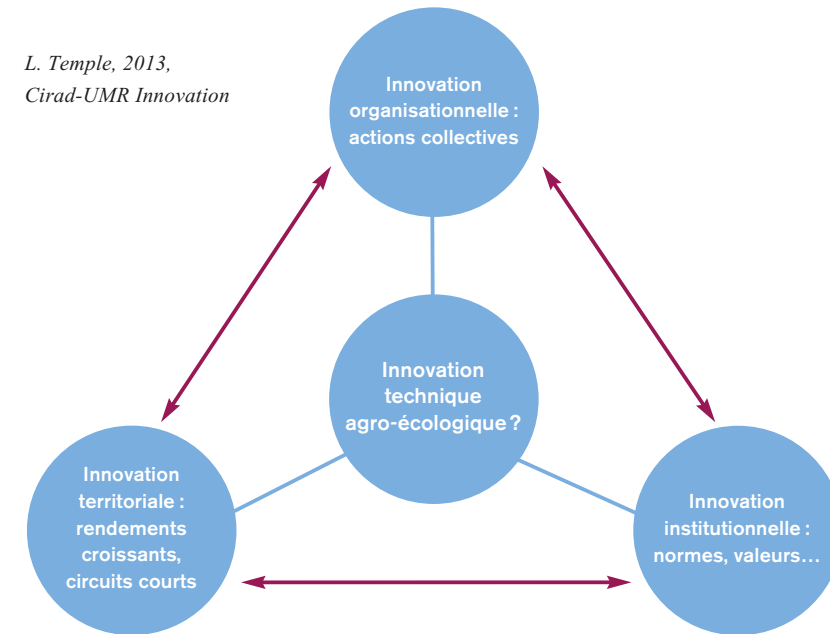 L. Temple, 2013,
Cirad-UMR Innovation
Innovation
organisationnelle :
actions collectives
Innovation
technique
agro-écologique ?
Innovation
territoriale :
rendements
croissants,
circuits courts
Innovation
institutionnelle :
normes, valeurs…